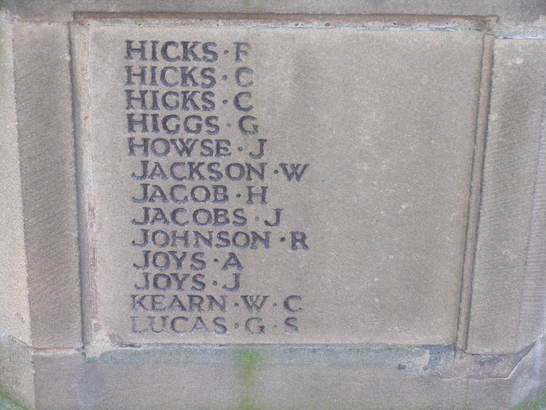 HICKS · F
HICKS · C
HICKS · C
HIGGS · G
HOWSE · J
JACKSON · W
JACOB · H
JACOBS · J
JOHNSON · R
JOYS · A
JOYS · J
KEARN · W · C
LUCAS · G · S